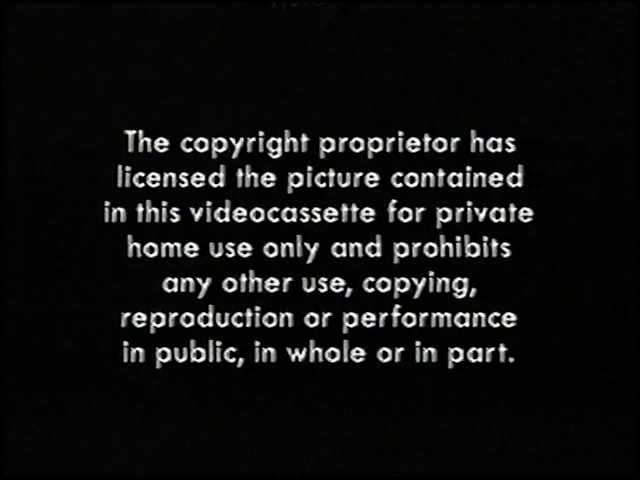 The copyright proprietor has
licensed the picture contained
in this videocassette for private
home use only and prohibits
any other use, copying,
reproduction or performance
in public, in whole or in part.